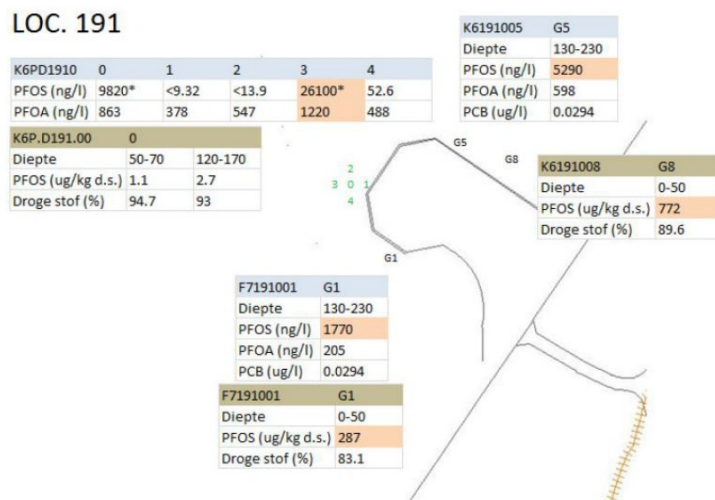 LOC. 191
K6PD1910 0 1 2 3 4
PFOS (ng/l) 9820* <9.32 <13.9 26100* 52.6
PFOA (ng/l) 863 378 547 1220 488
K6P.D191.00 0
Diepte 50-70 120-170
PFOS (ug/kg d.s.) 1.1 2.7
Droge stof (%) 94.7 93
K6191005 G5
Diepte 130-230
PFOS (ng/l) 5290
PFOA (ng/l) 598
PCB (ug/l) 0.0294
G5
G8
2
3 0 1
4
G1
K6191008 G8
Diepte 0-50
PFOS (ug/kg d.s.) 772
Droge stof (%) 89.6
F7191001 G1
Diepte 130-230
PFOS (ng/l) 1770
PFOA (ng/l) 205
PCB (ug/l) 0.0294
F7191001 G1
Diepte 0-50
PFOS (ug/kg d.s.) 287
Droge stof (%) 83.1